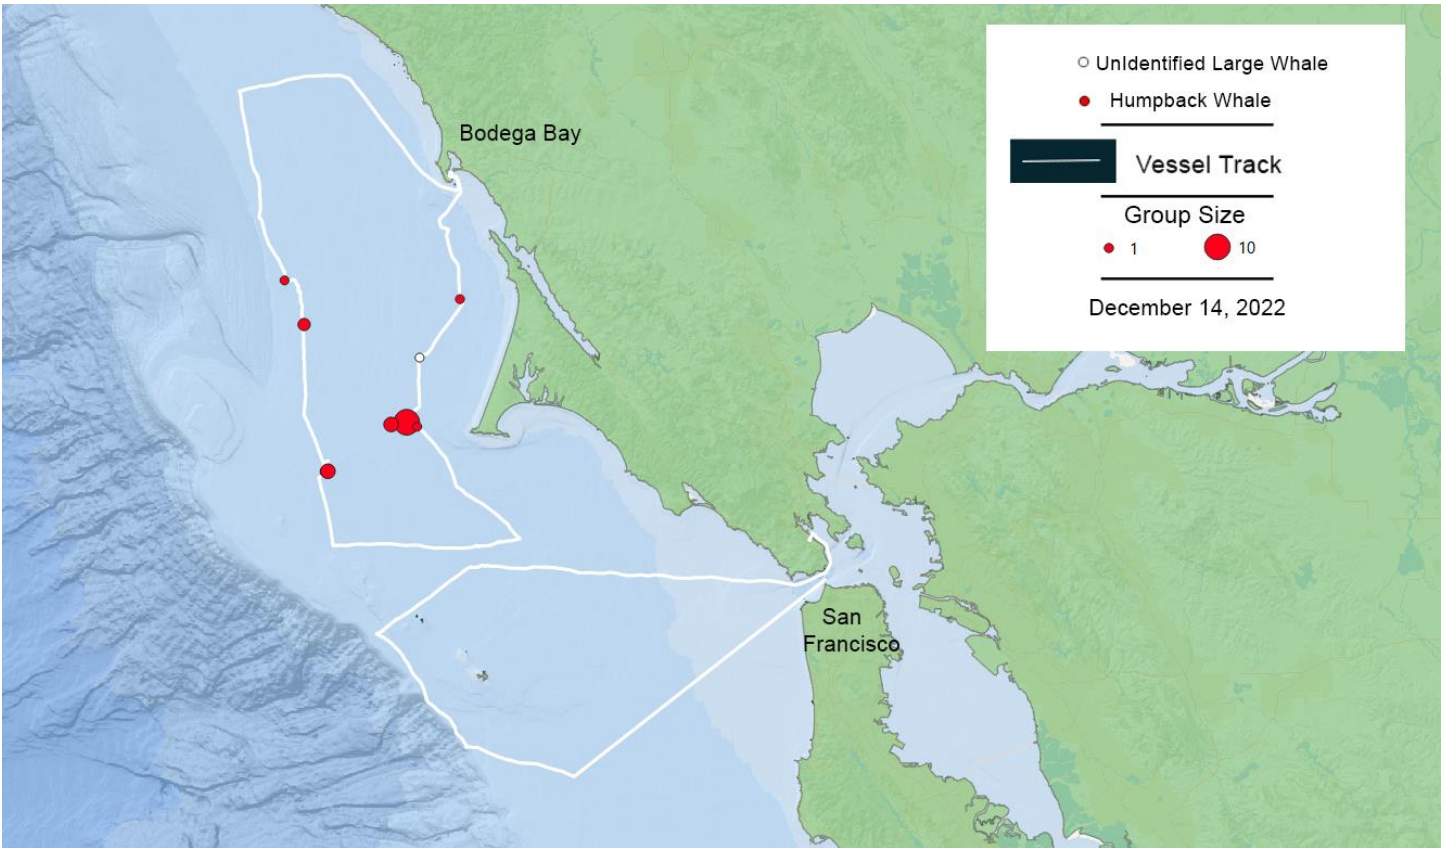 UnIdentified Large Whale
Humpback Whale
Bodega Bay
Vessel Track
Group Size
1 10
December 14, 2022
San
Francisco